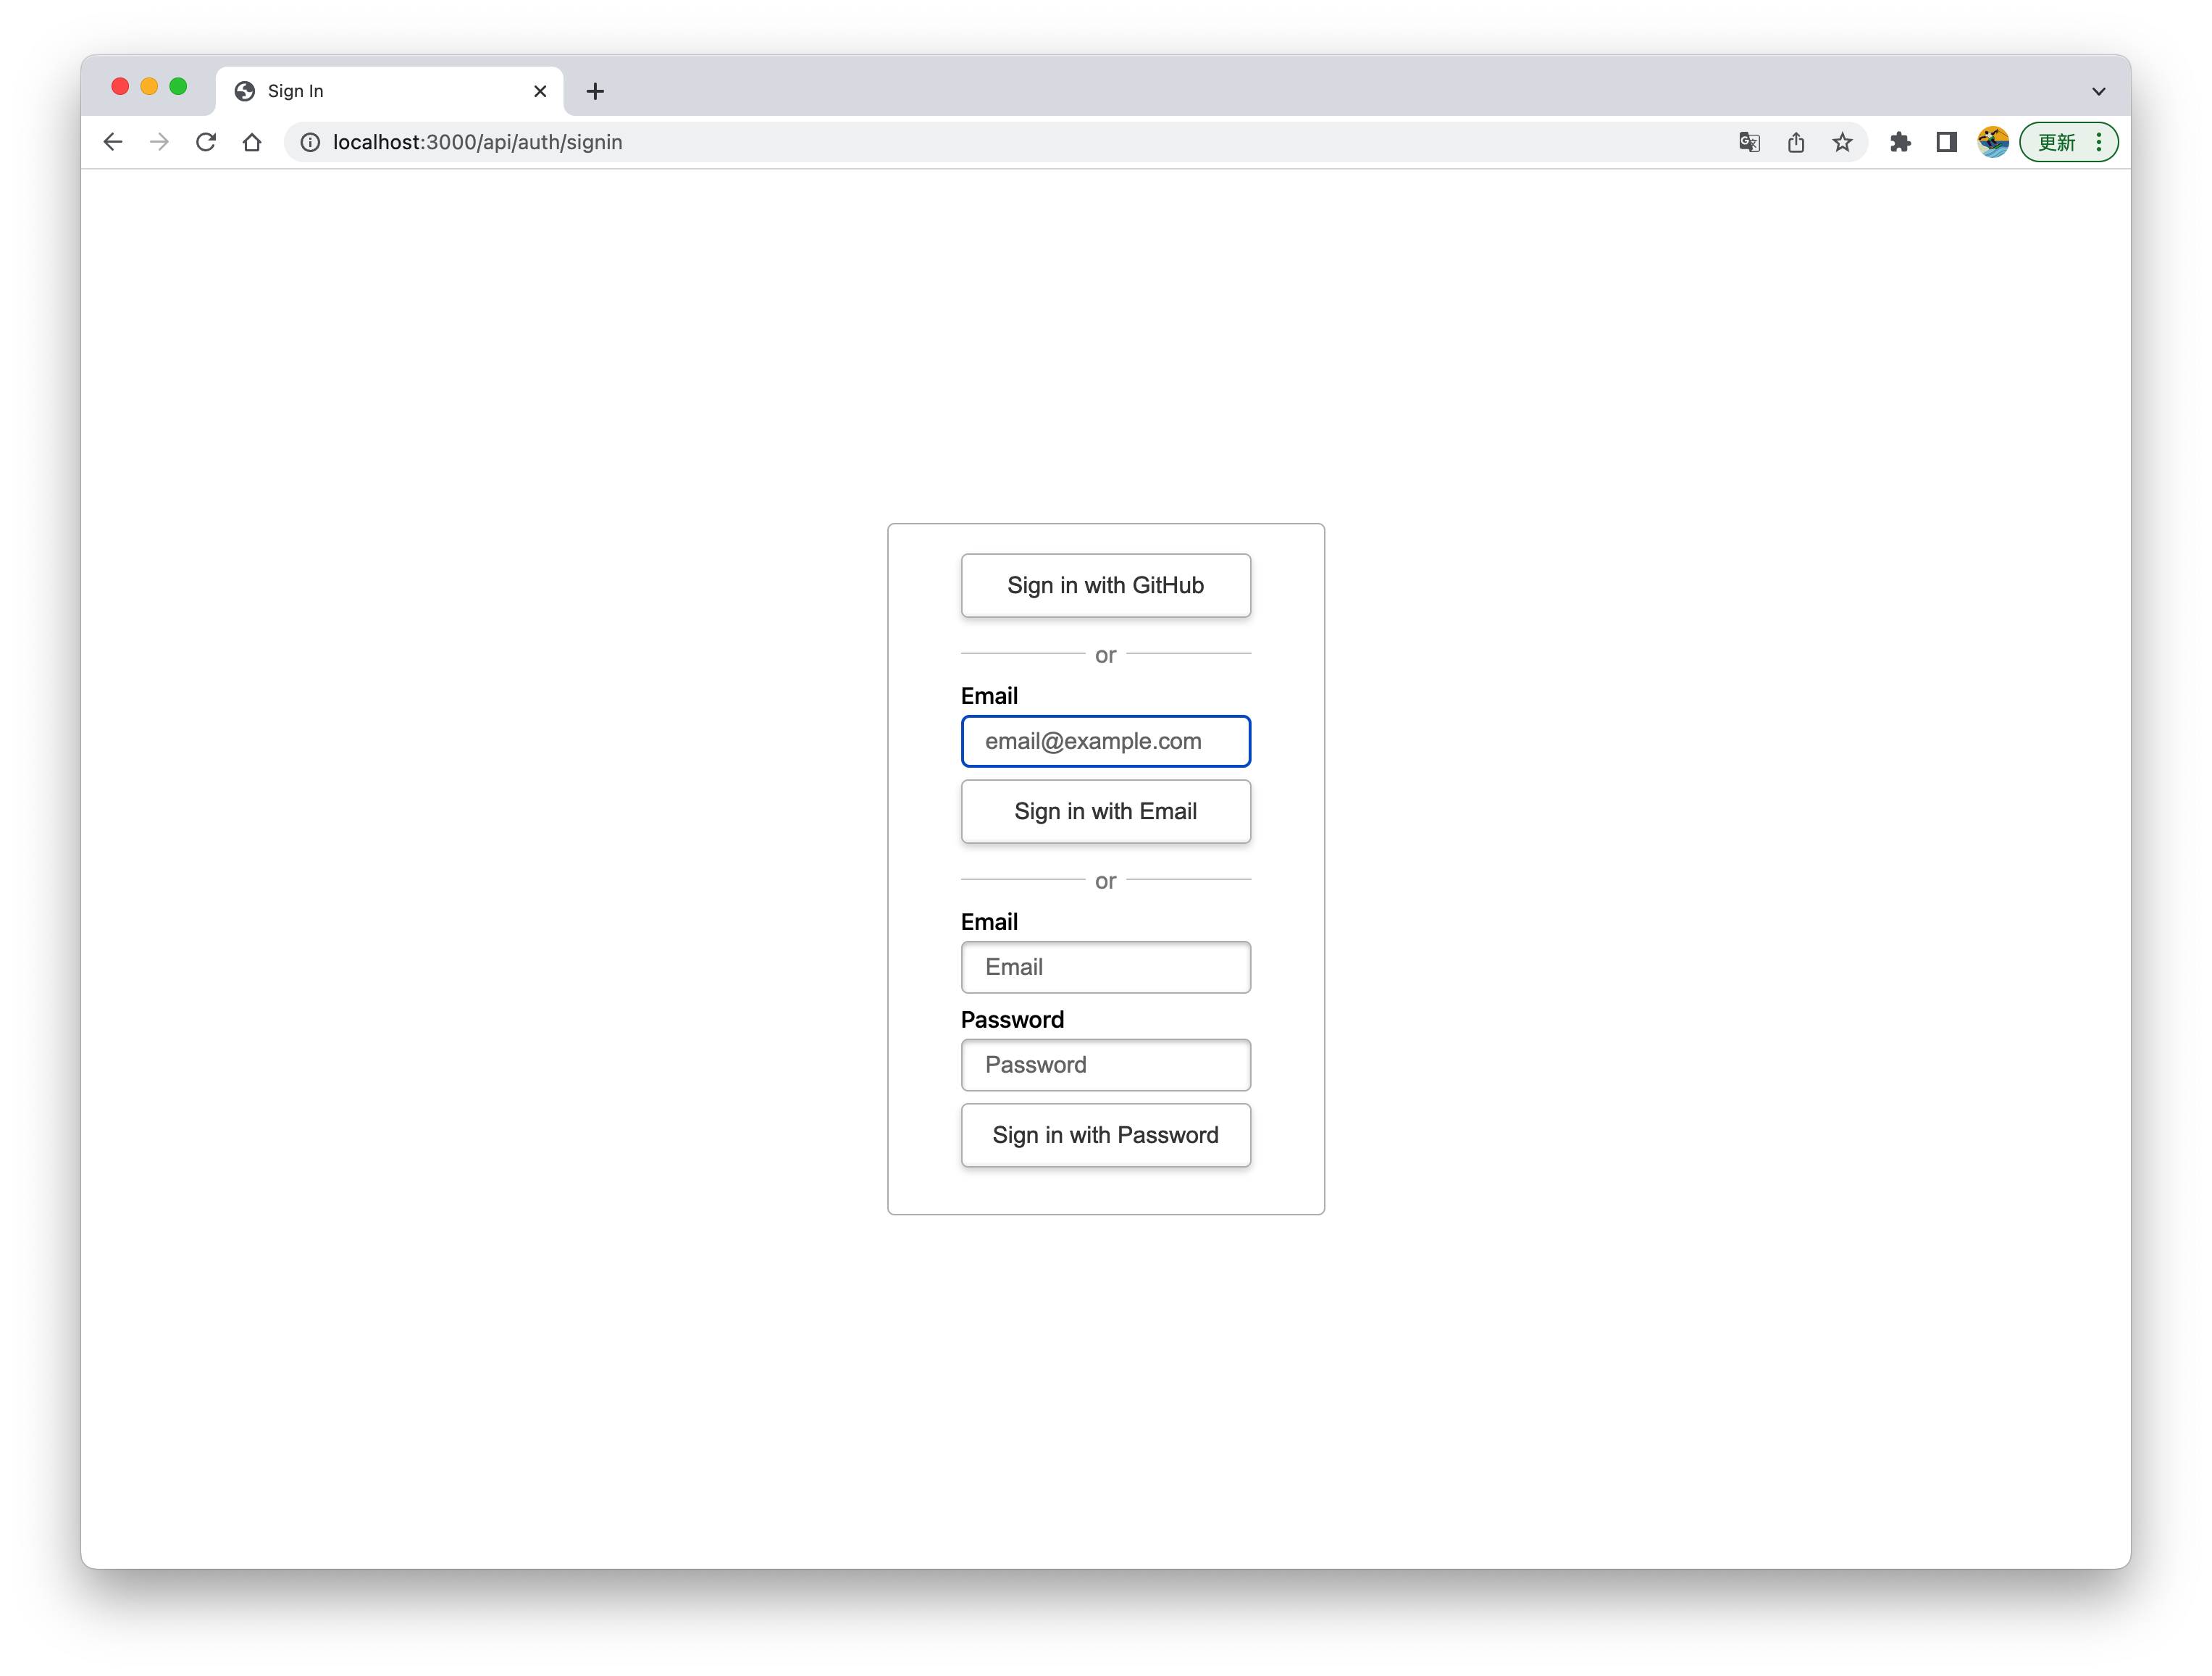 Sign In
localhost:3000/api/auth/signin
更新
Sign in with GitHub
or
Email
email@example.com
Sign in with Email
or
Email
Email
Password
Password
Sign in with Password